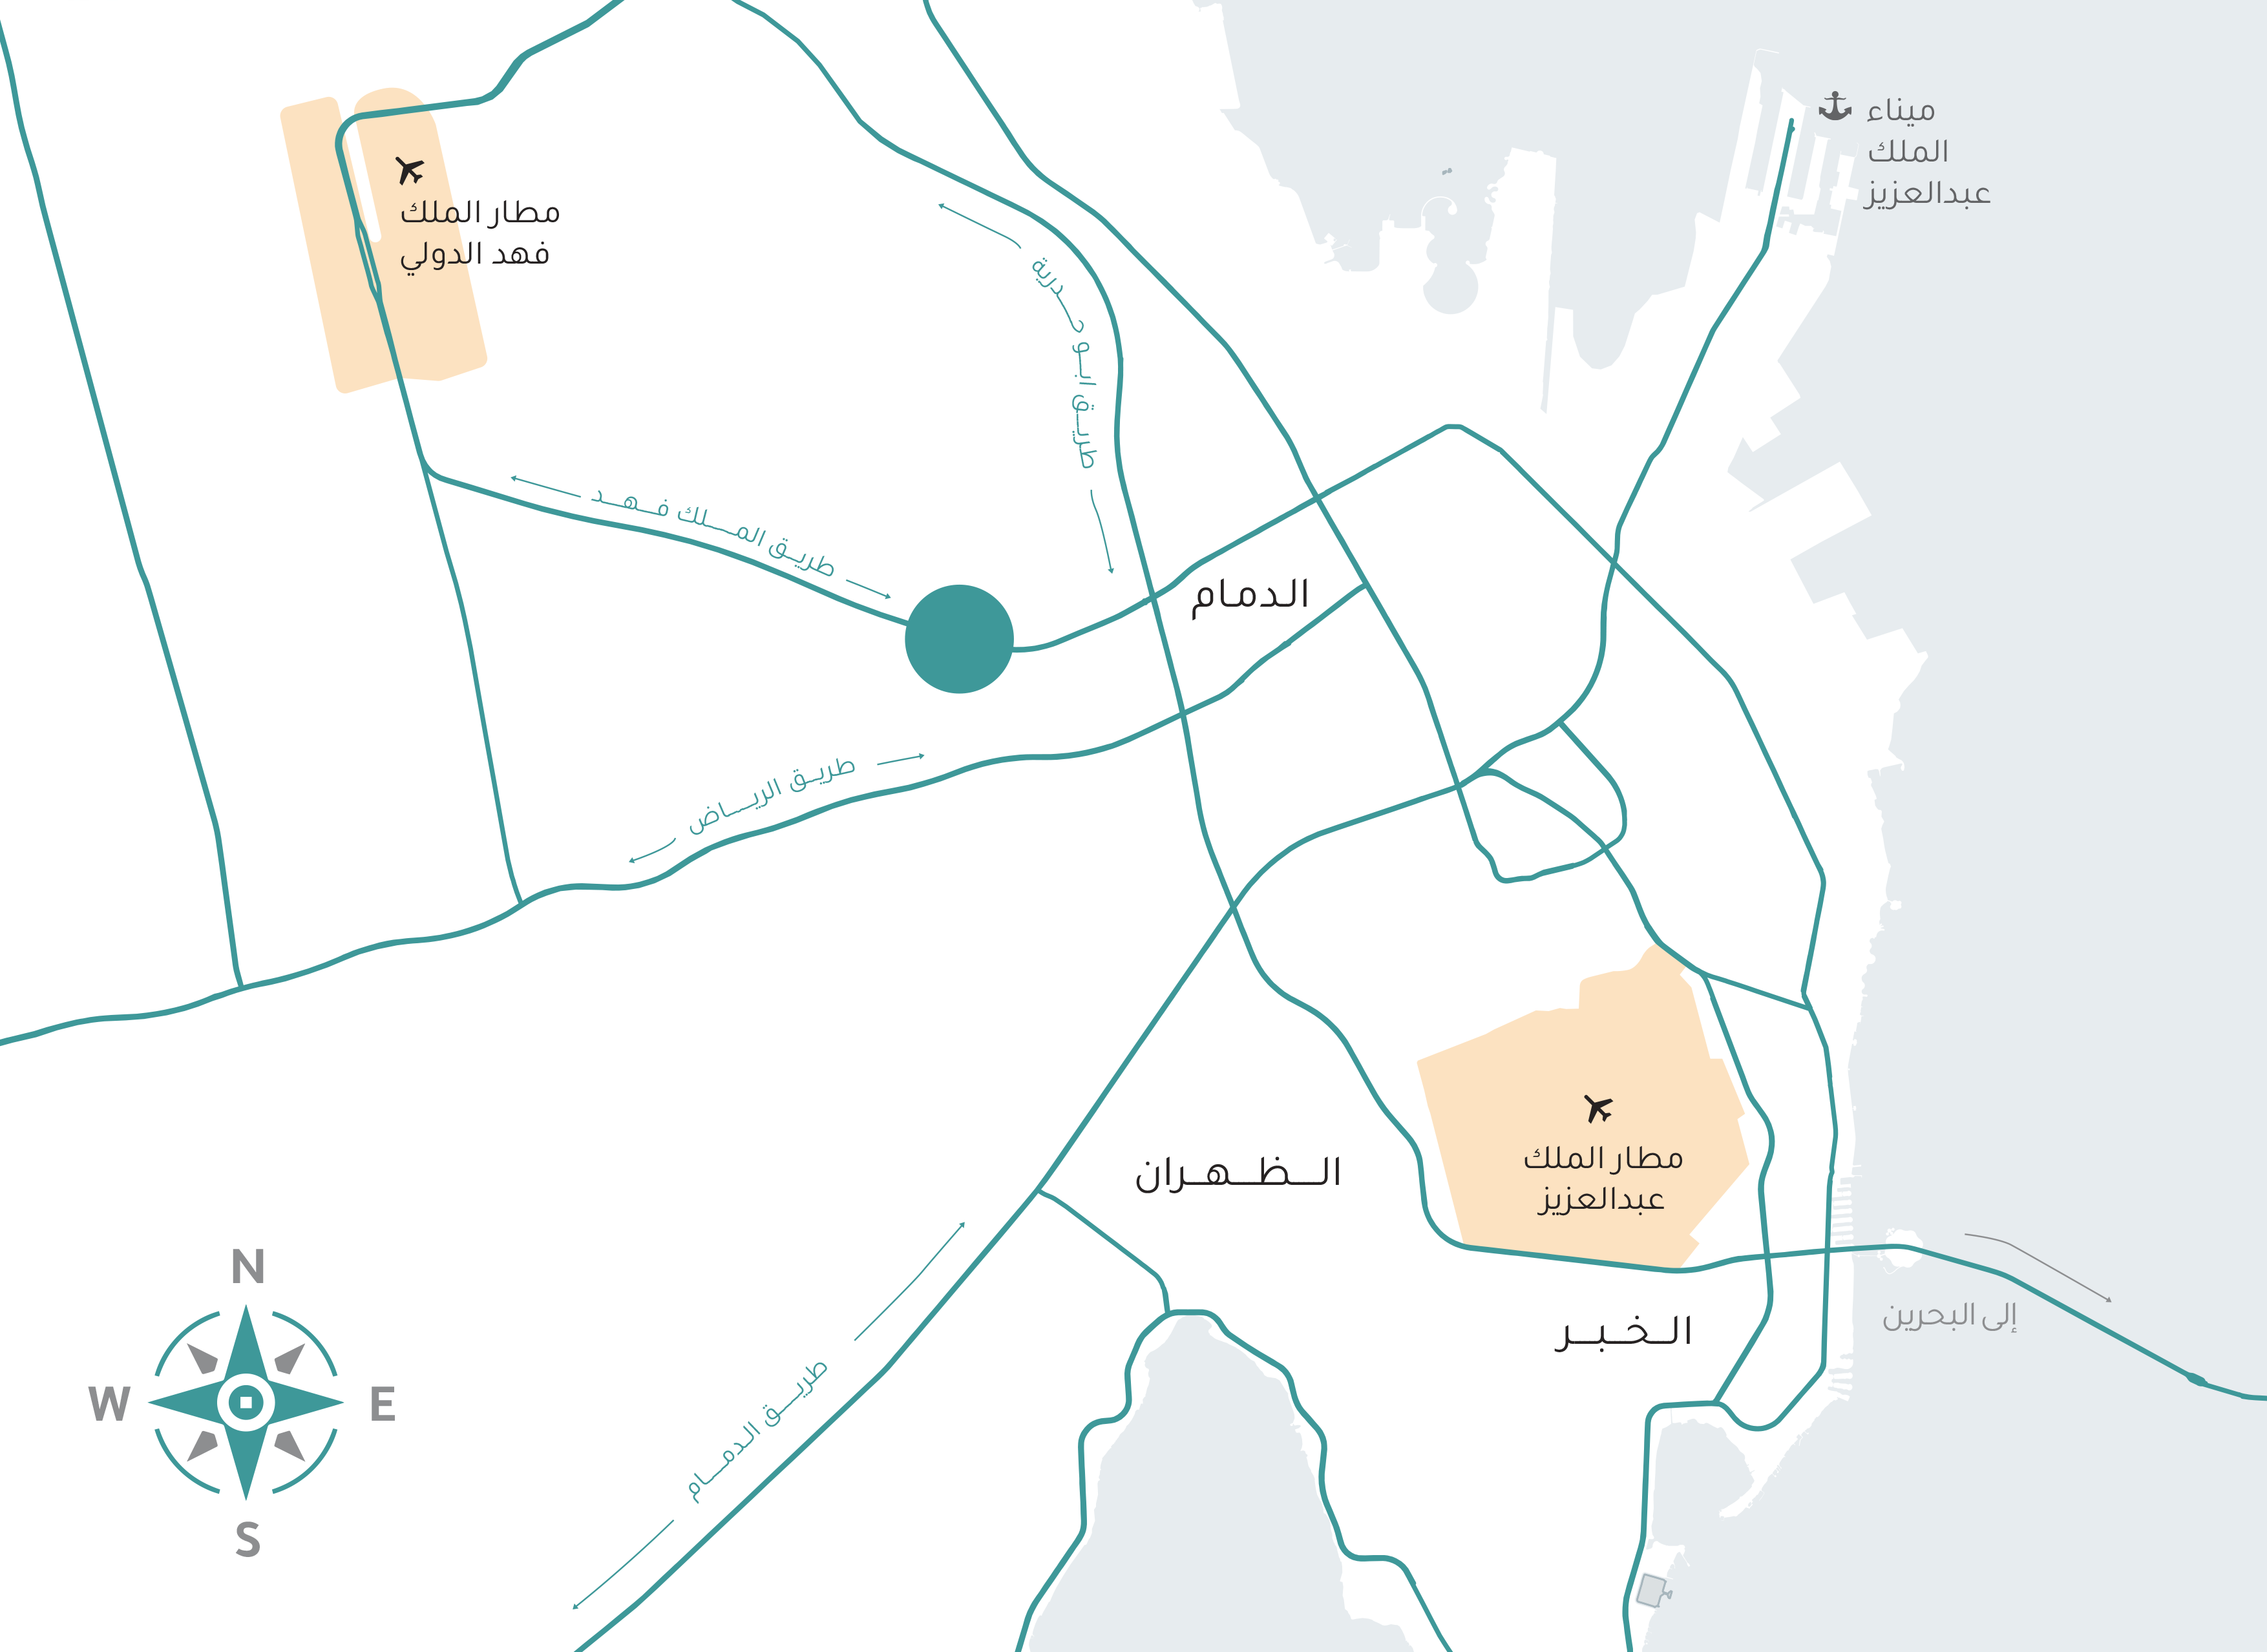 ميناء
الملك
عبدالعزيز
مطار الملك
فهد الدولي
طريق ابو حدرية
طريق الملك فهد
الدمام
طريق الرياض
مطار الملك
عبدالعزيز
الظهران
الخبر
إلى البحرين
طريق الدمام
N
W
E
S